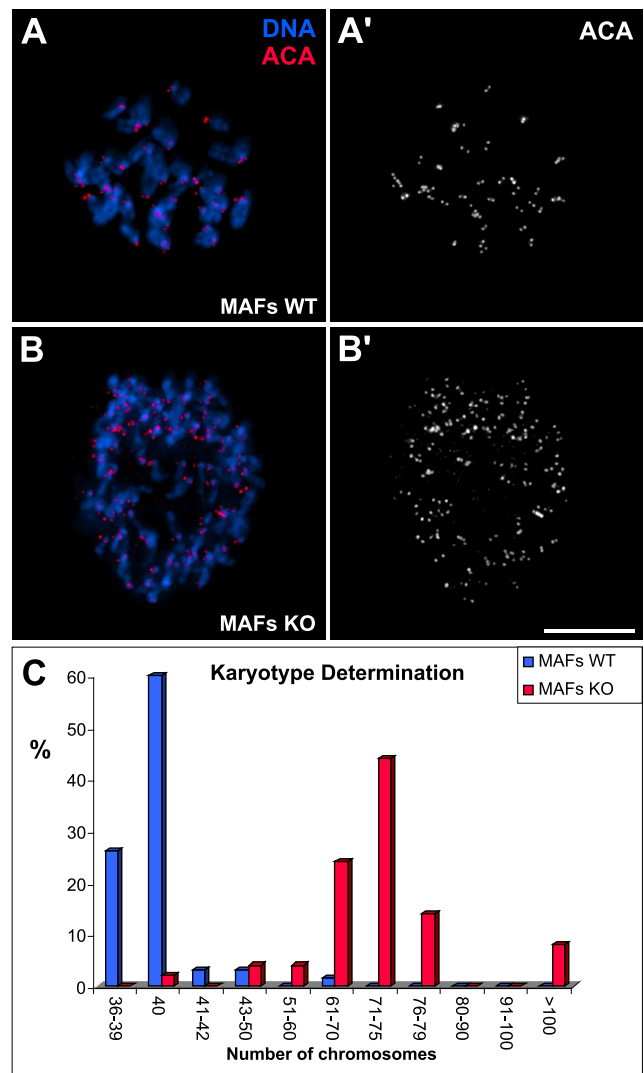 A
DNA
ACA
MAFs WT
A'
ACA
B
MAFs KO
B'
C
Karyotype Determination
MAFs WT
MAFs KO
%
60
50
40
30
20
10
0
36-39
40
41-42
43-50
51-60
61-70
71-75
76-79
80-90
91-100
>100
Number of chromosomes